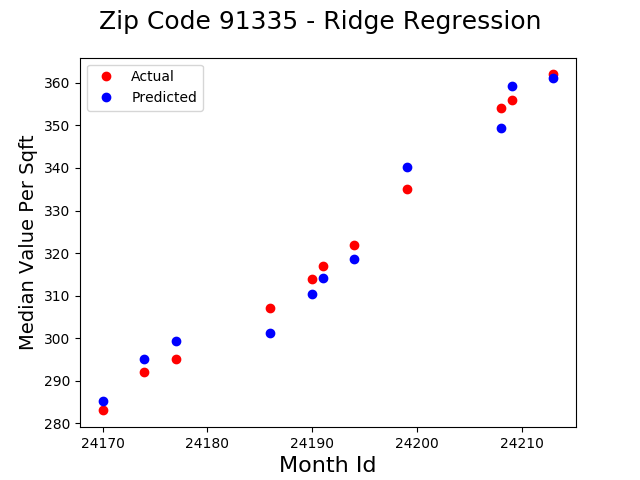 Zip Code 91335 - Ridge Regression
Actual
Predicted
Median Value Per Sqft
360
350
340
330
320
310
300
290
280
24170
24180
24190
24200
24210
Month Id